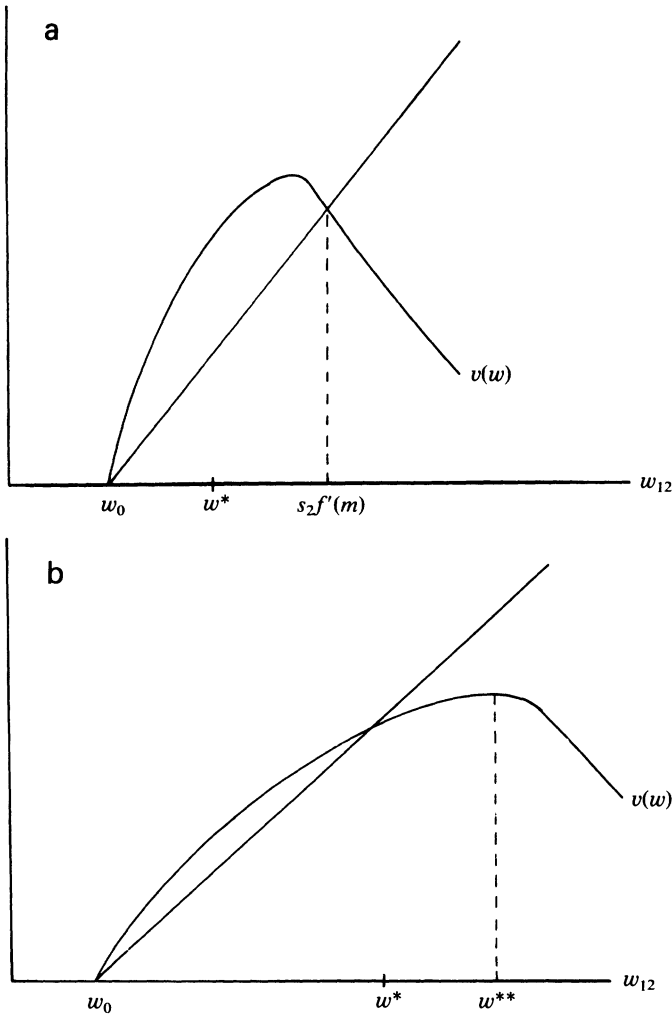 a
v(w)
w₁₂
w₀ w* s₂f′(m)
b
v(w)
w₁₂
w₀ w* w**